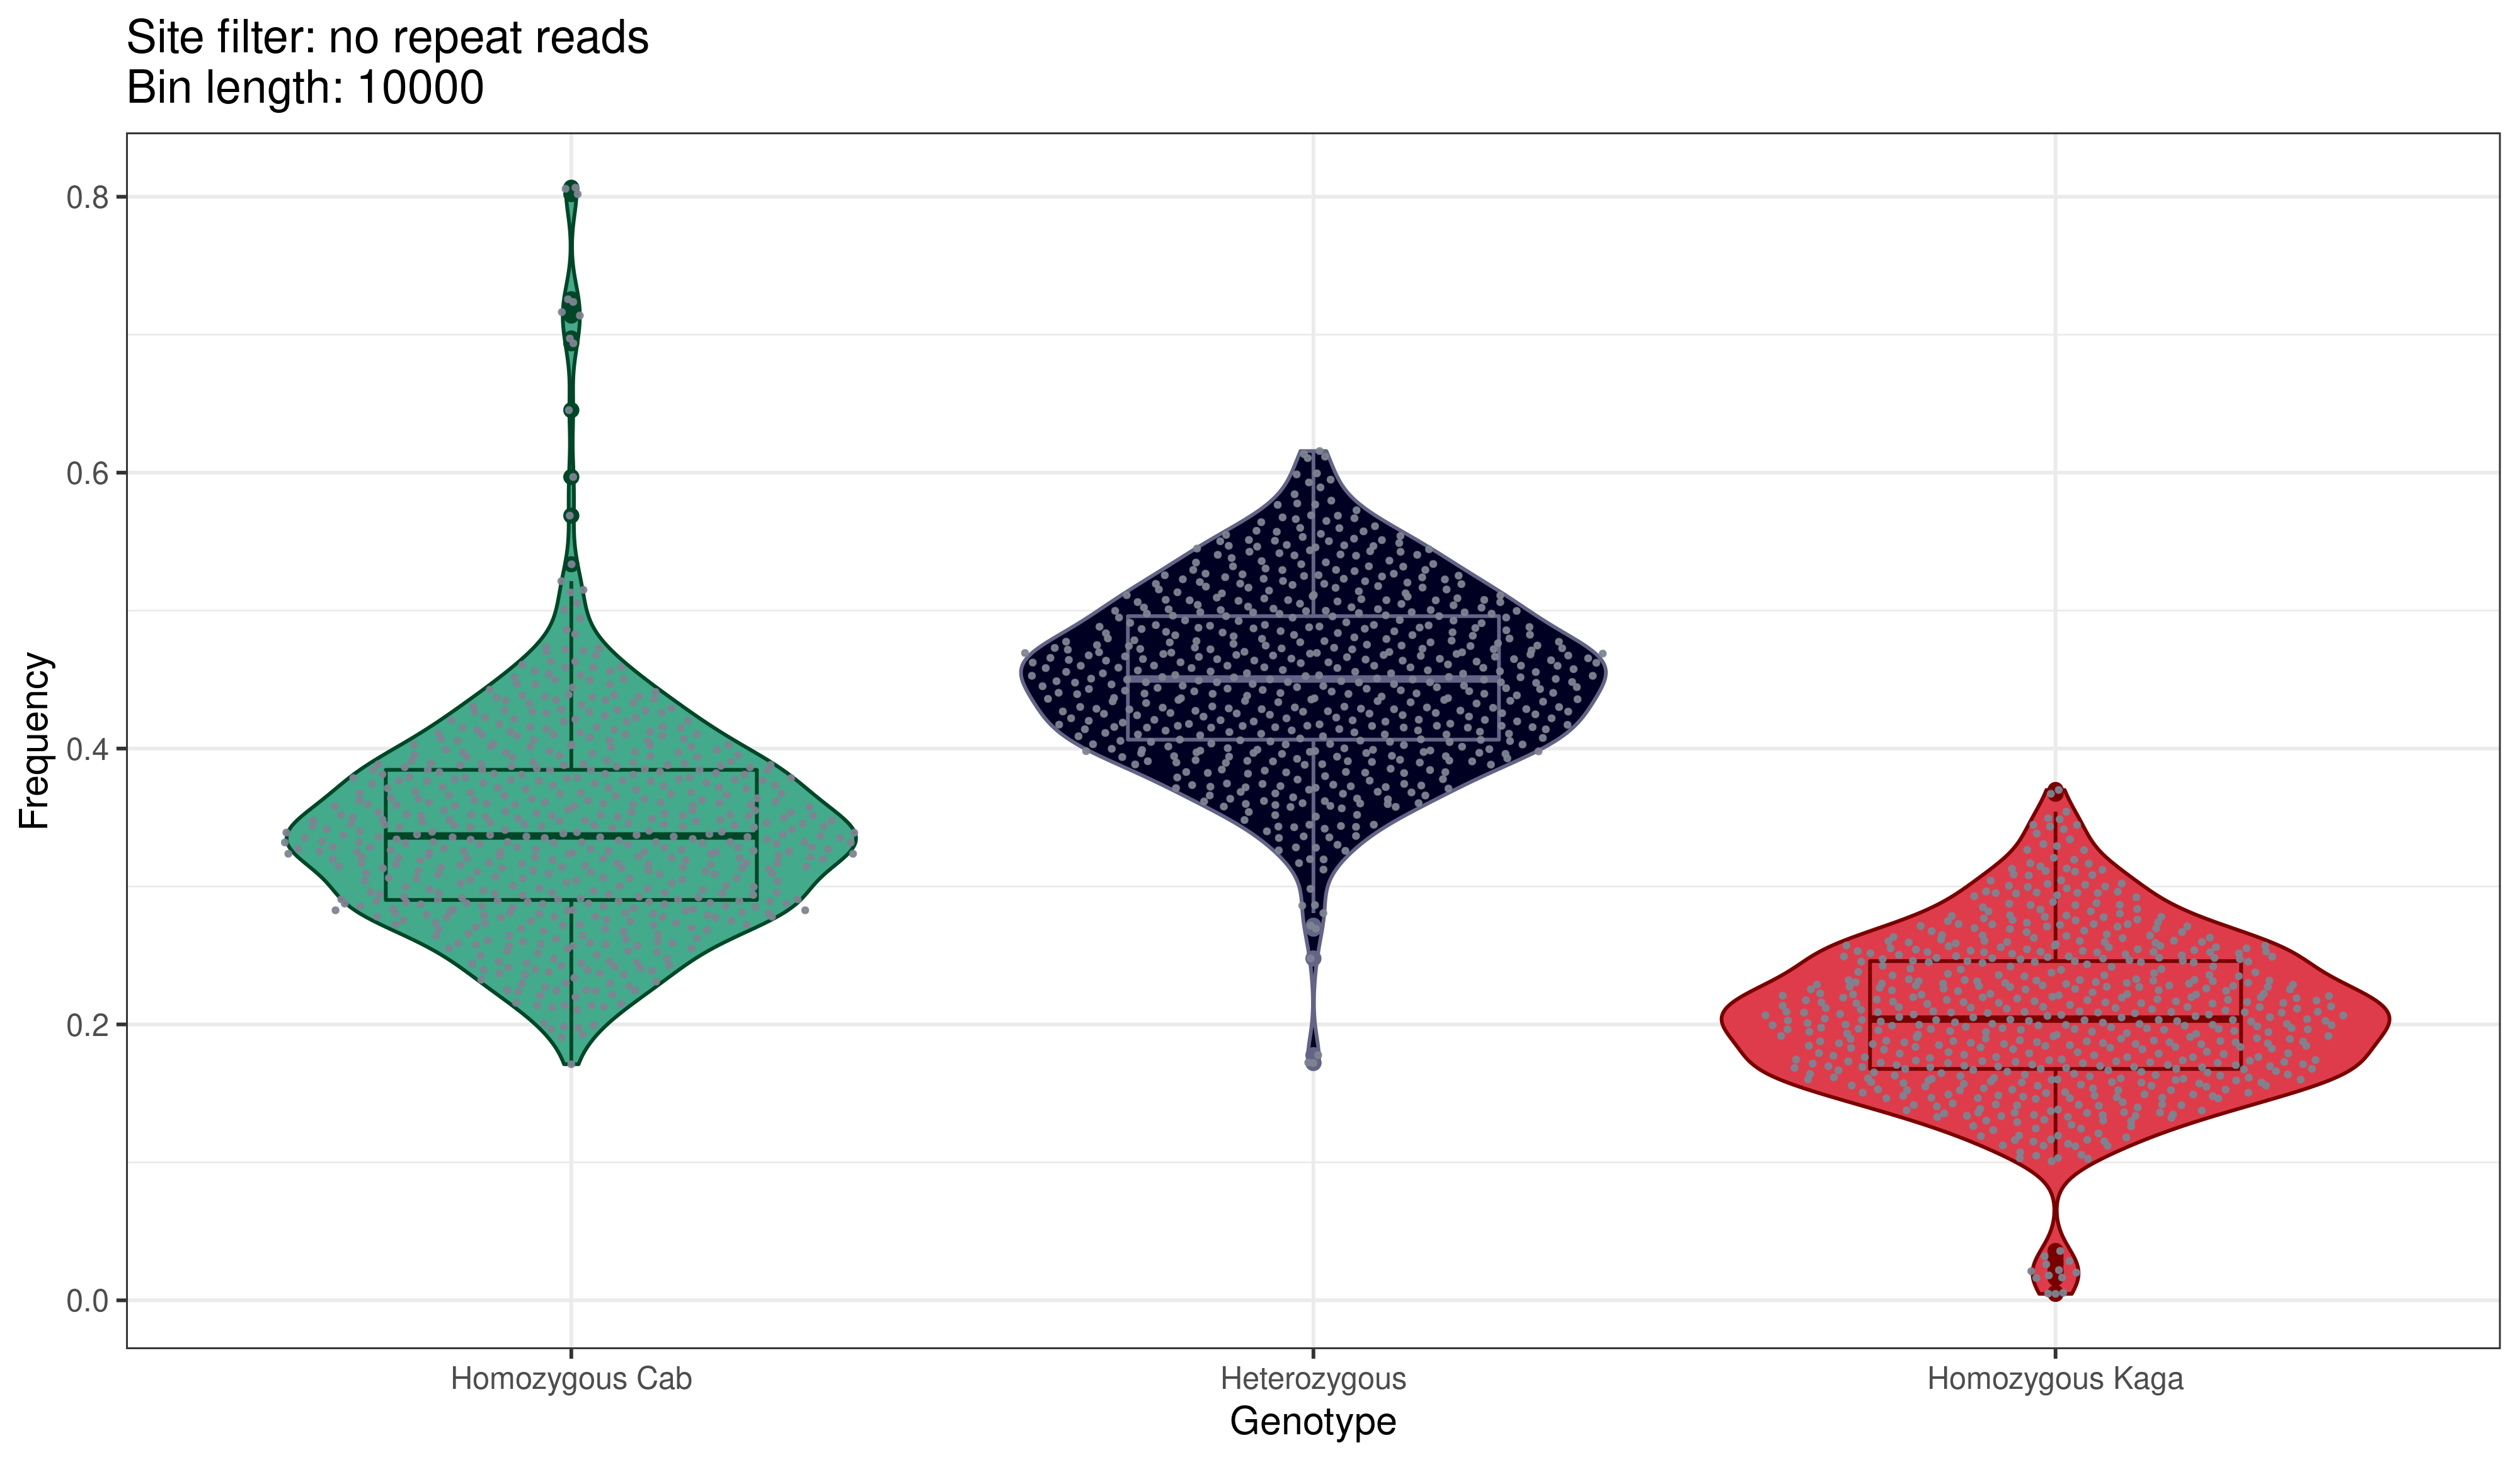 Site filter: no repeat reads
Bin length: 10000
Frequency
0.8
0.6
0.4
0.2
0.0
Homozygous Cab
Heterozygous
Homozygous Kaga
Genotype